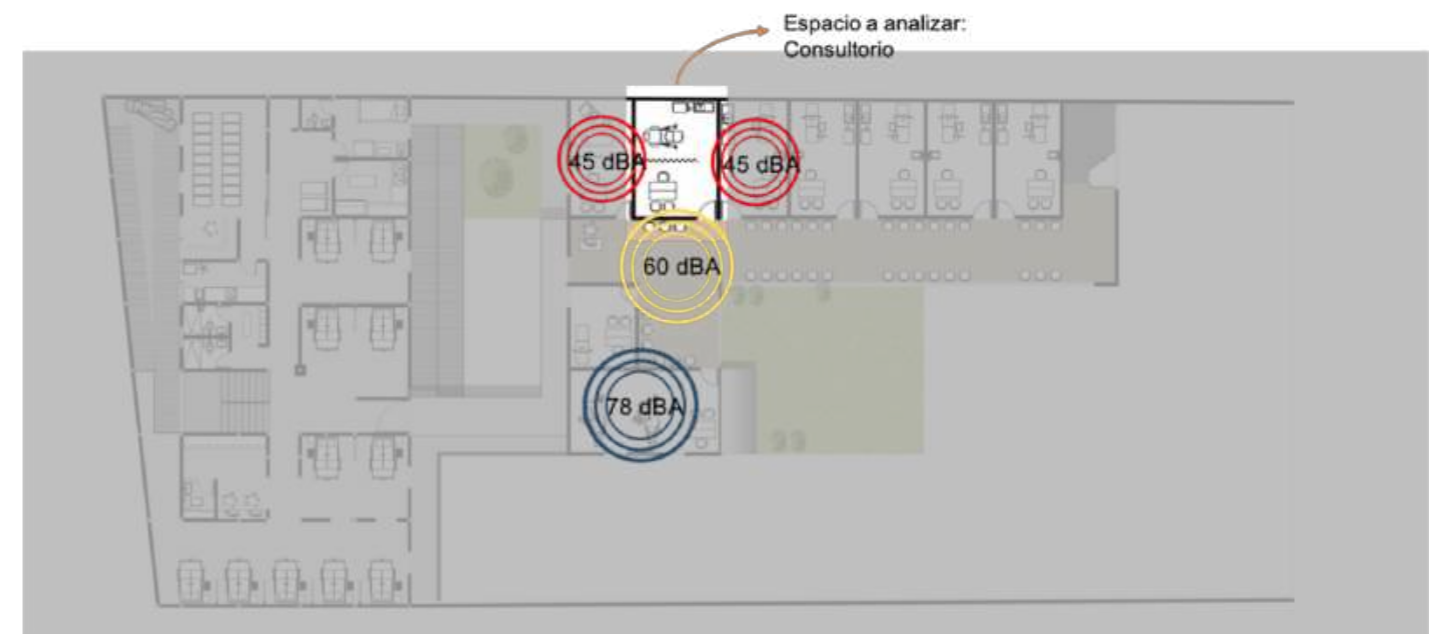 Espacio a analizar:
Consultorio
45 dBA
45 dBA
60 dBA
78 dBA